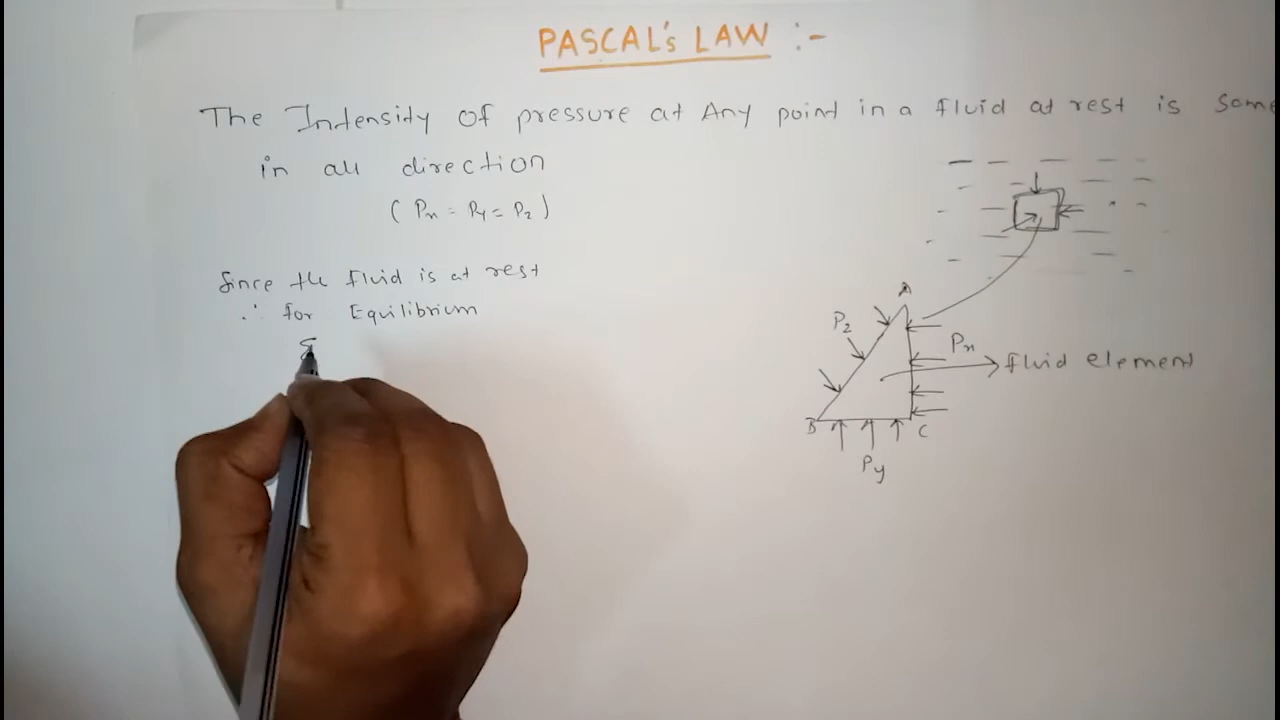 PASCAL's LAW :-
The Intensity Of pressure at Any point in a fluid at rest is Same
in all direction
( Px = Py = Pz )
Since the fluid is at rest
∴ for Equilibrium
A
Pz
Px
fluid element
B
C
Py